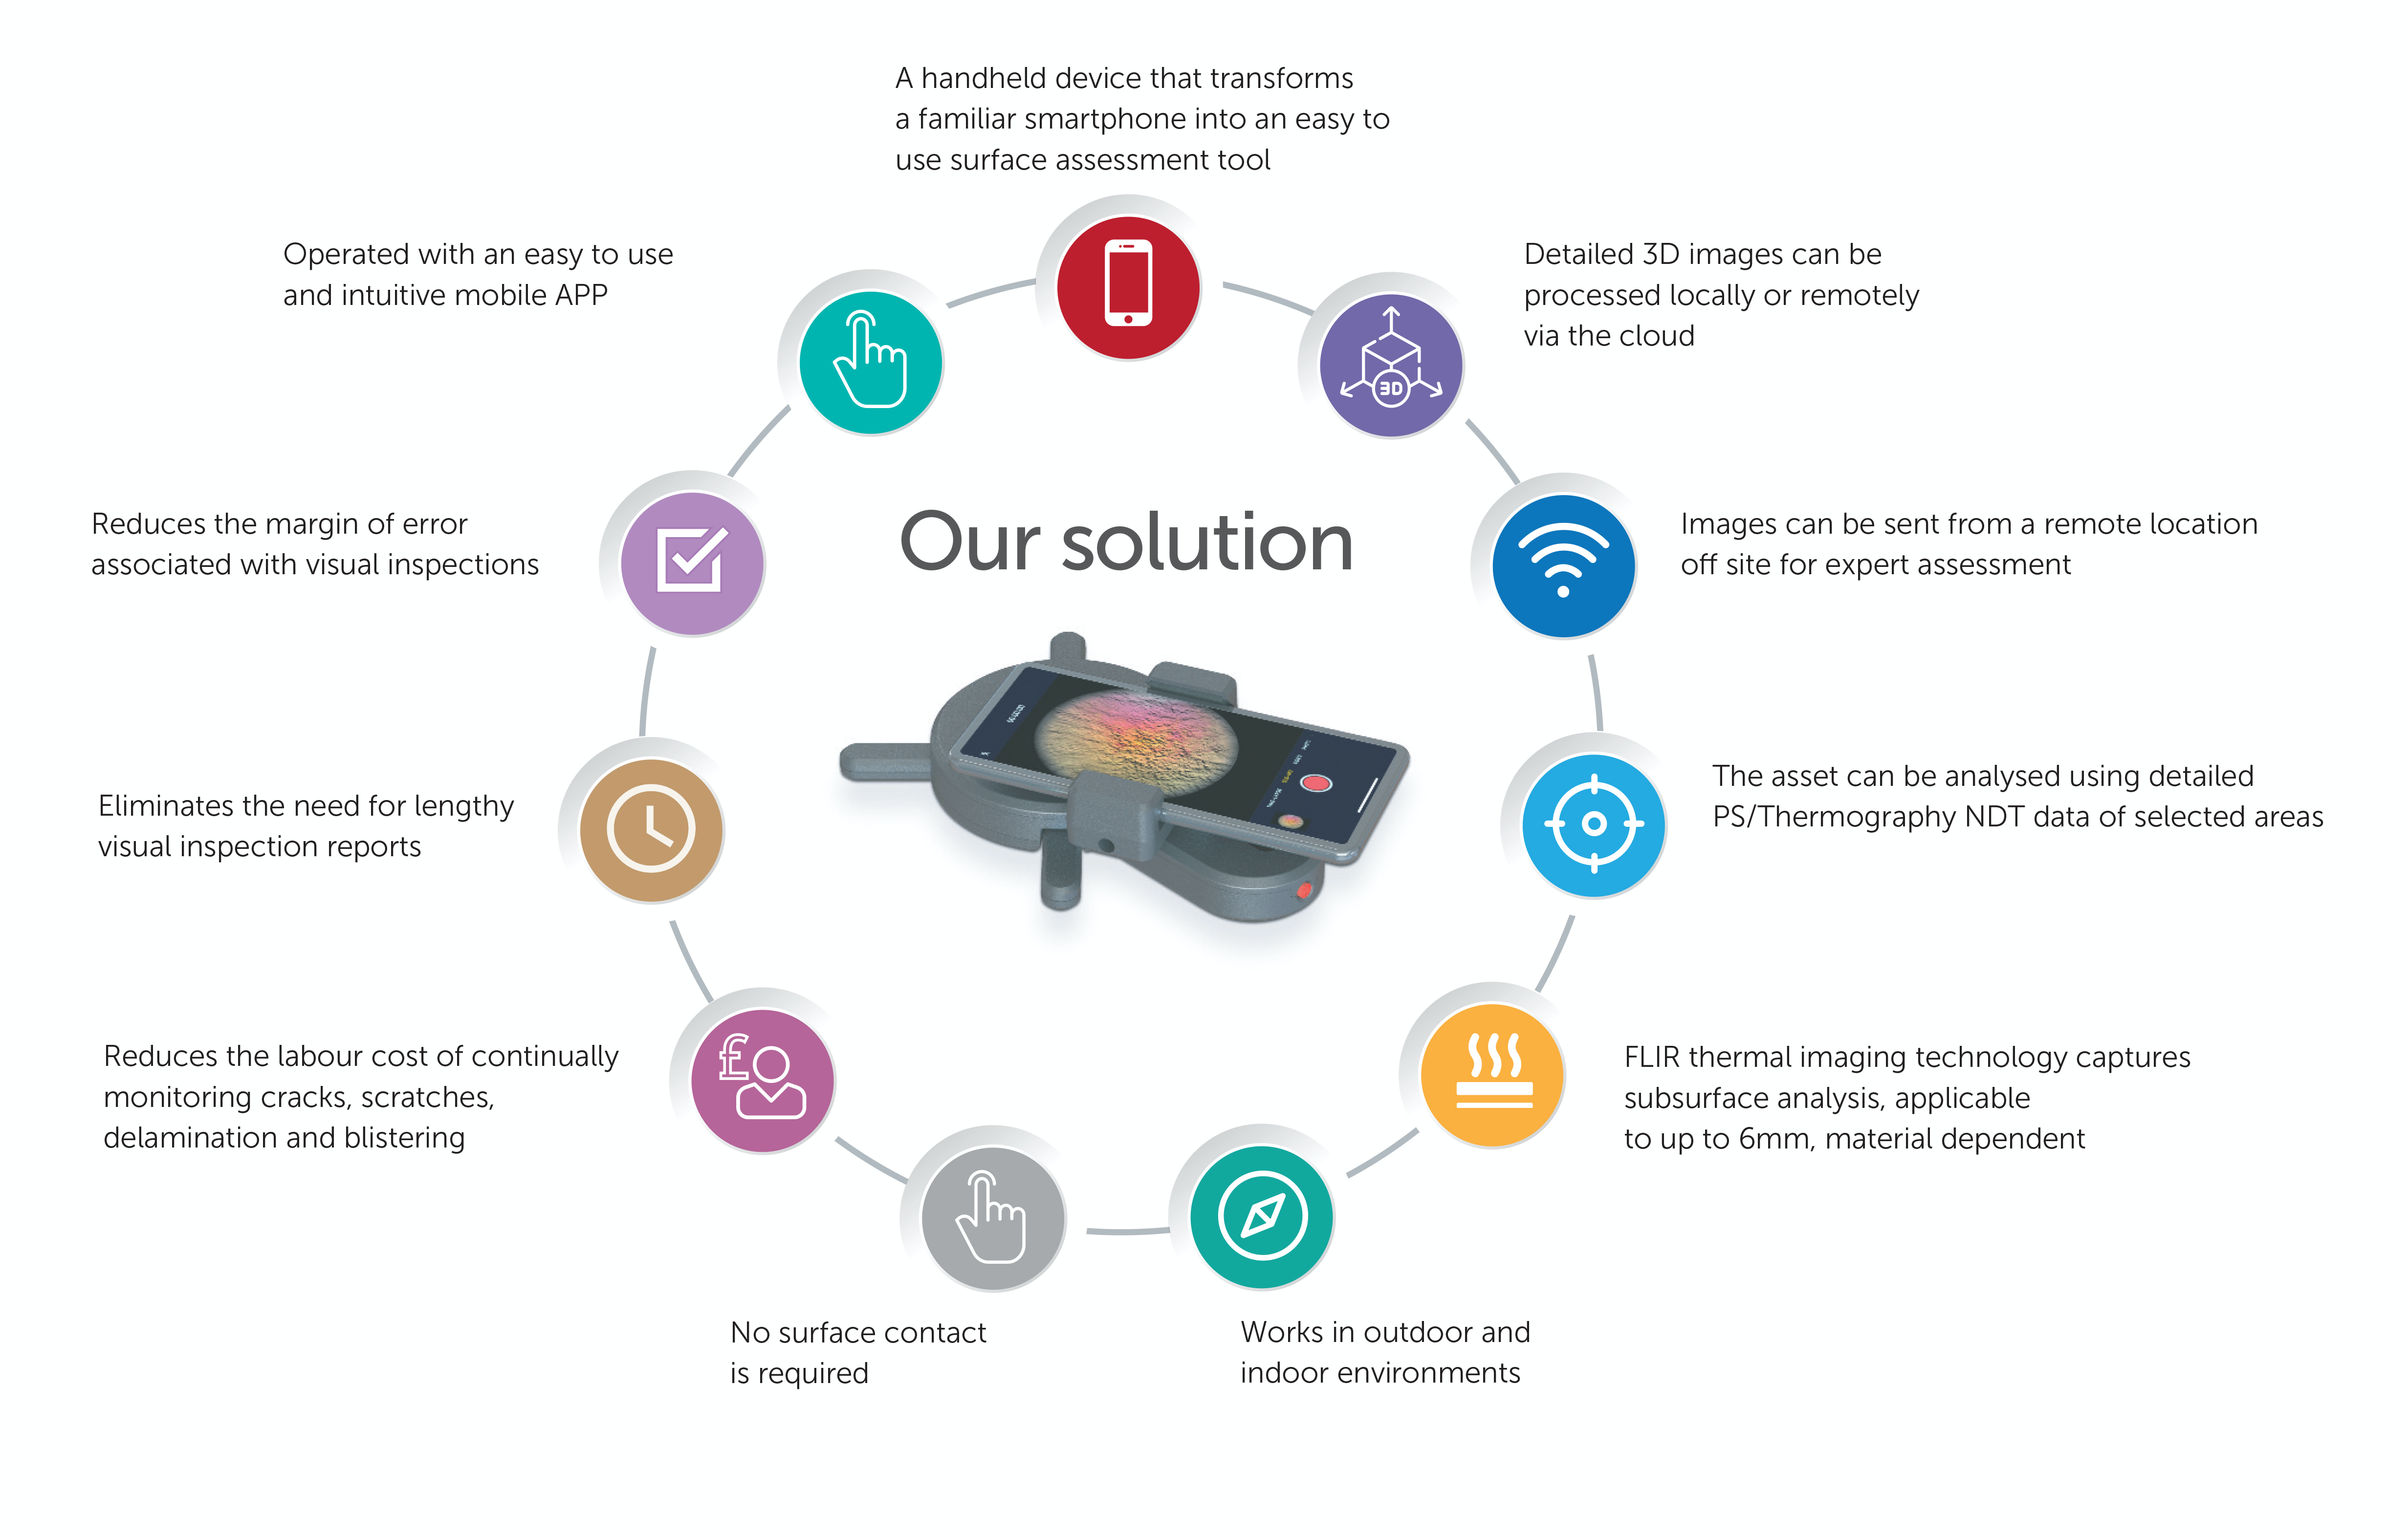 A handheld device that transforms
a familiar smartphone into an easy to
use surface assessment tool
Detailed 3D images can be
processed locally or remotely
via the cloud
3D
Images can be sent from a remote location
off site for expert assessment
The asset can be analysed using detailed
PS/Thermography NDT data of selected areas
FLIR thermal imaging technology captures
subsurface analysis, applicable
to up to 6mm, material dependent
Works in outdoor and
indoor environments
No surface contact
is required
£
Reduces the labour cost of continually
monitoring cracks, scratches,
delamination and blistering
Eliminates the need for lengthy
visual inspection reports
Reduces the margin of error
associated with visual inspections
Operated with an easy to use
and intuitive mobile APP
Our solution